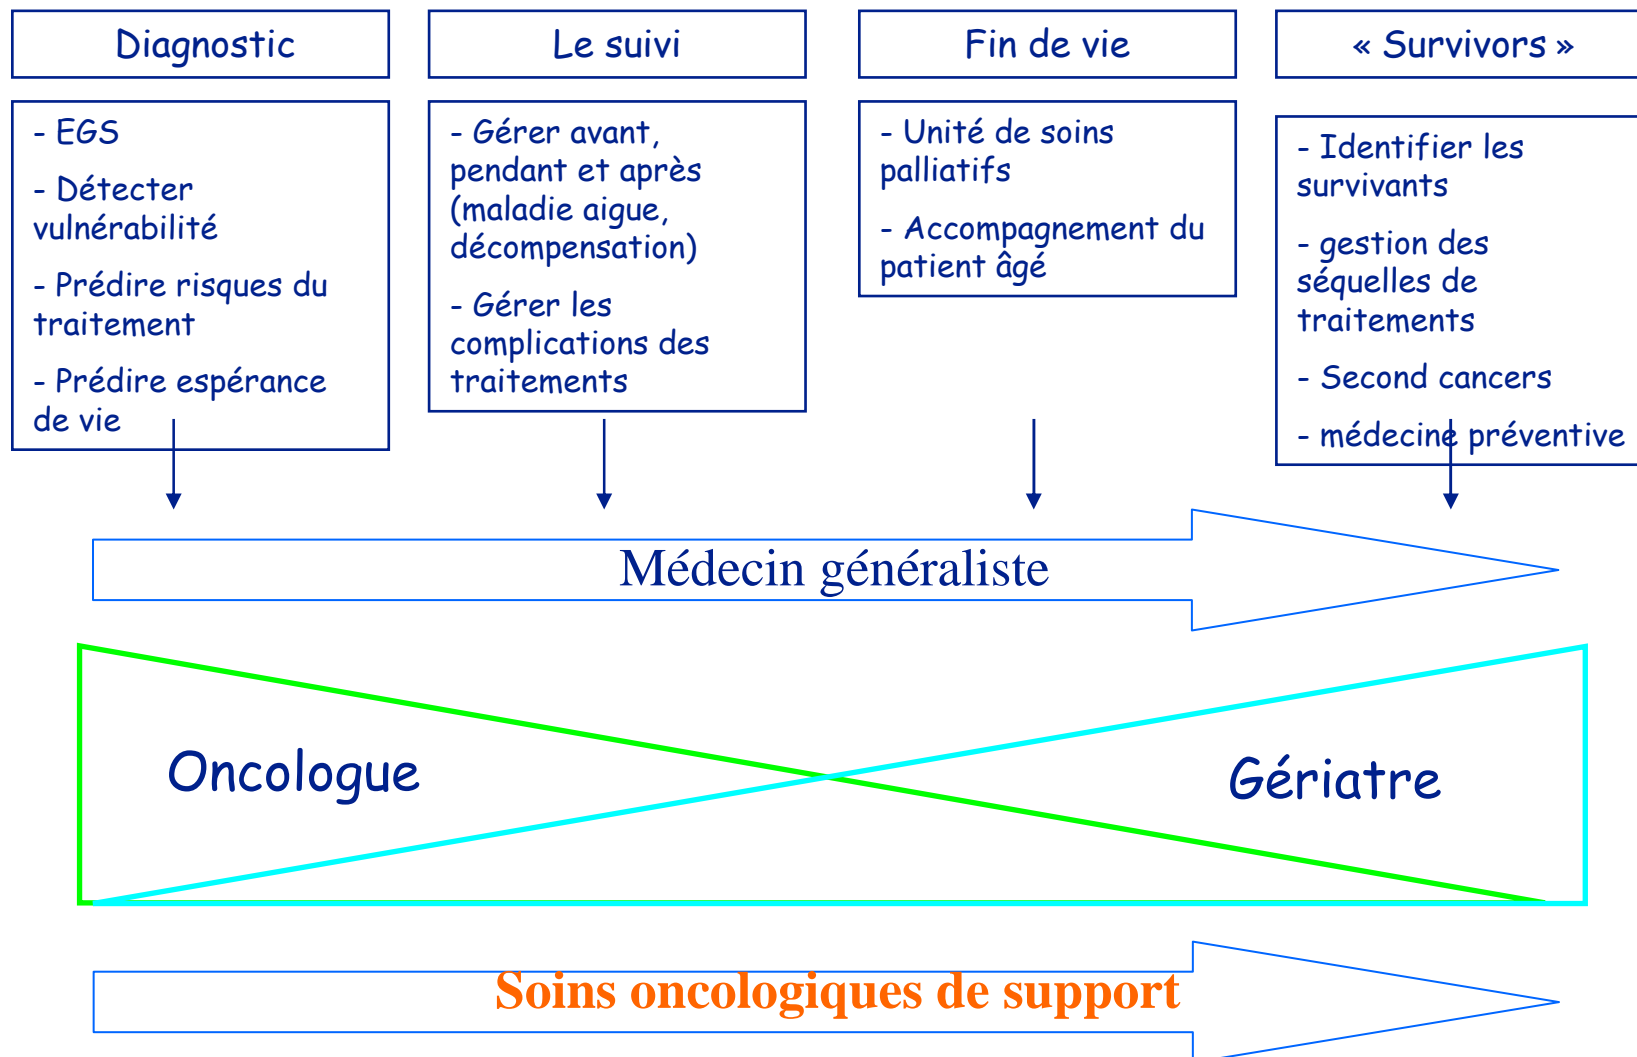 Diagnostic
- EGS
- Détecter
vulnérabilité
- Prédire risques du
traitement
- Prédire espérance
de vie
Le suivi
- Gérer avant,
pendant et après
(maladie aigue,
décompensation)
- Gérer les
complications des
traitements
Fin de vie
- Unité de soins
palliatifs
- Accompagnement du
patient âgé
« Survivors »
- Identifier les
survivants
- gestion des
séquelles de
traitements
- Second cancers
- médecine préventive
Médecin généraliste
Oncologue
Gériatre
Soins oncologiques de support